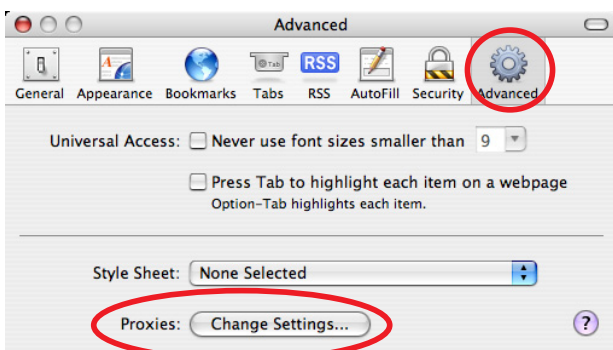 Advanced
@ Tab RSS
General Appearance Bookmarks Tabs RSS AutoFill Security Advanced
Universal Access: Never use font sizes smaller than 9
Press Tab to highlight each item on a webpage
Option-Tab highlights each item.
Style Sheet: None Selected
Proxies: Change Settings... ?